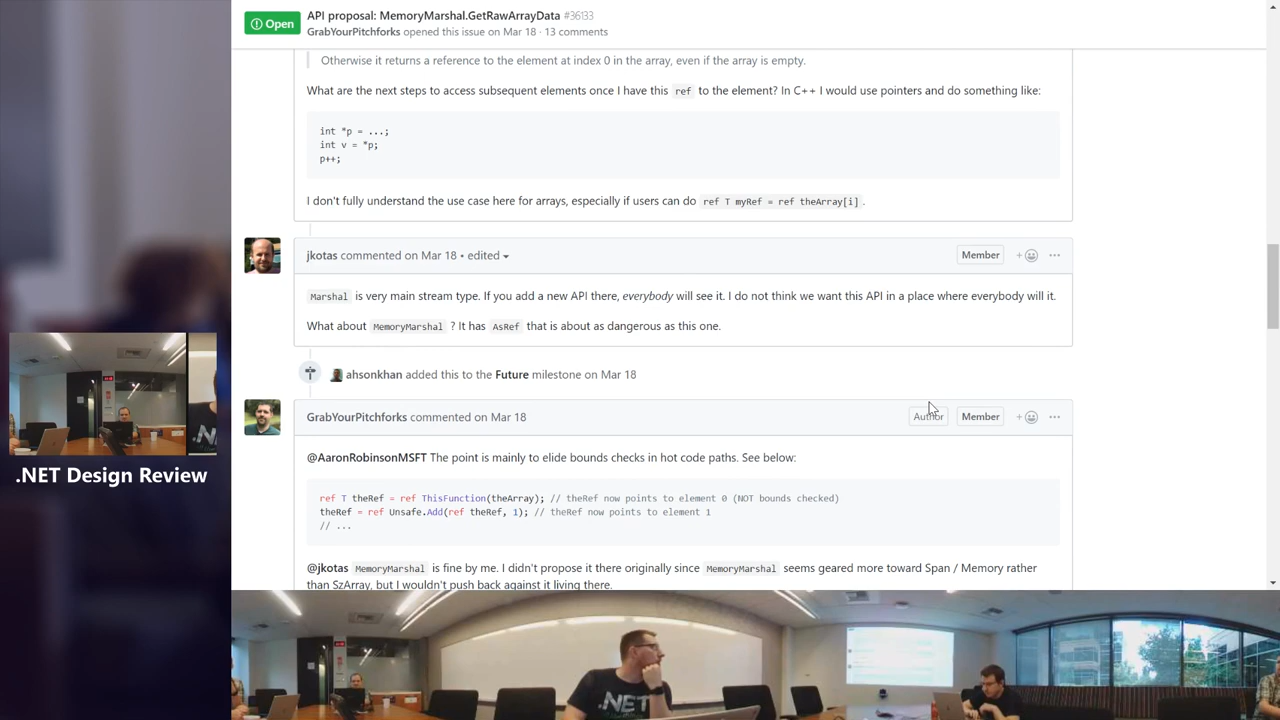 Open
API proposal: MemoryMarshal.GetRawArrayData #36133
GrabYourPitchforks opened this issue on Mar 18 · 13 comments
Otherwise it returns a reference to the element at index 0 in the array, even if the array is empty.
What are the next steps to access subsequent elements once I have this ref to the element? In C++ I would use pointers and do something like:
int *p = ...;
int v = *p;
p++;
I don't fully understand the use case here for arrays, especially if users can do ref T myRef = ref theArray[i] .
jkotas commented on Mar 18 • edited
Member
Marshal is very main stream type. If you add a new API there, everybody will see it. I do not think we want this API in a place where everybody will it.
What about MemoryMarshal ? It has AsRef that is about as dangerous as this one.
ahsonkhan added this to the Future milestone on Mar 18
GrabYourPitchforks commented on Mar 18
Author
Member
@AaronRobinsonMSFT The point is mainly to elide bounds checks in hot code paths. See below:
ref T theRef = ref ThisFunction(theArray); // theRef now points to element 0 (NOT bounds checked)
theRef = ref Unsafe.Add(ref theRef, 1); // theRef now points to element 1
// ...
@jkotas MemoryMarshal is fine by me. I didn't propose it there originally since MemoryMarshal seems geared more toward Span / Memory rather
than SzArray, but I wouldn't push back against it living there.
.NET Design Review
.NET